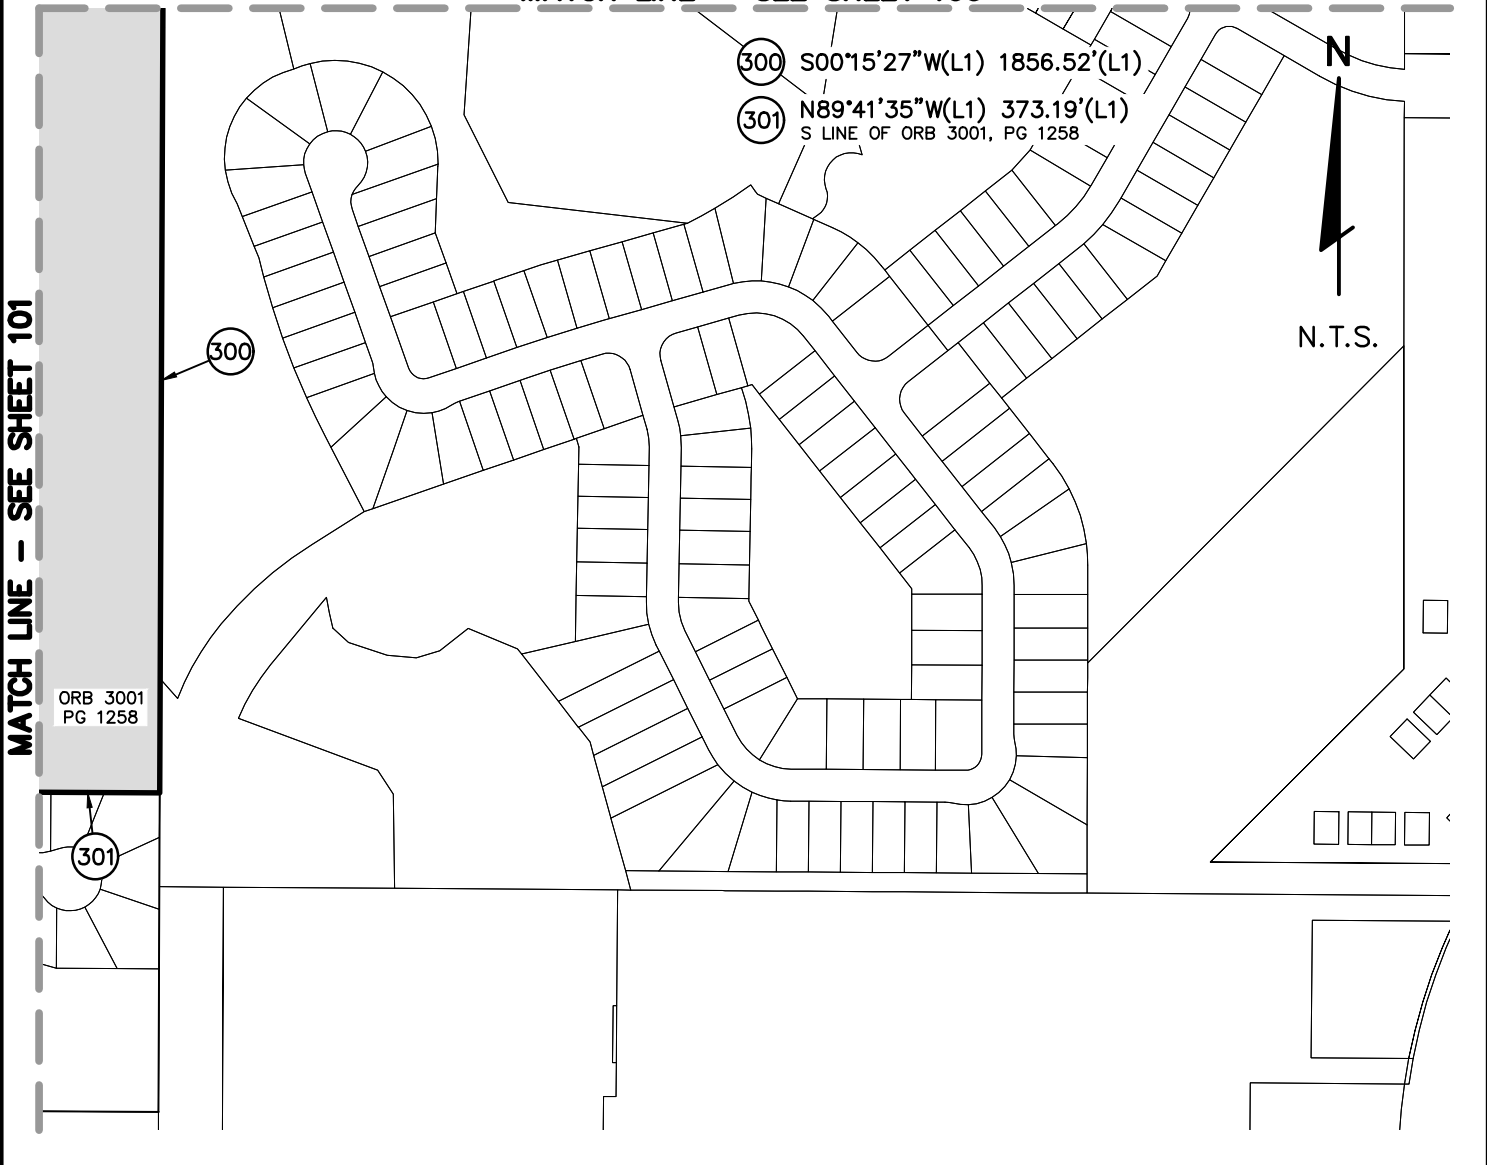 300 S00°15'27"W(L1) 1856.52'(L1)
301 N89°41'35"W(L1) 373.19'(L1)
S LINE OF ORB 3001, PG 1258
N
N.T.S.
MATCH LINE - SEE SHEET 101
300
ORB 3001
PG 1258
301